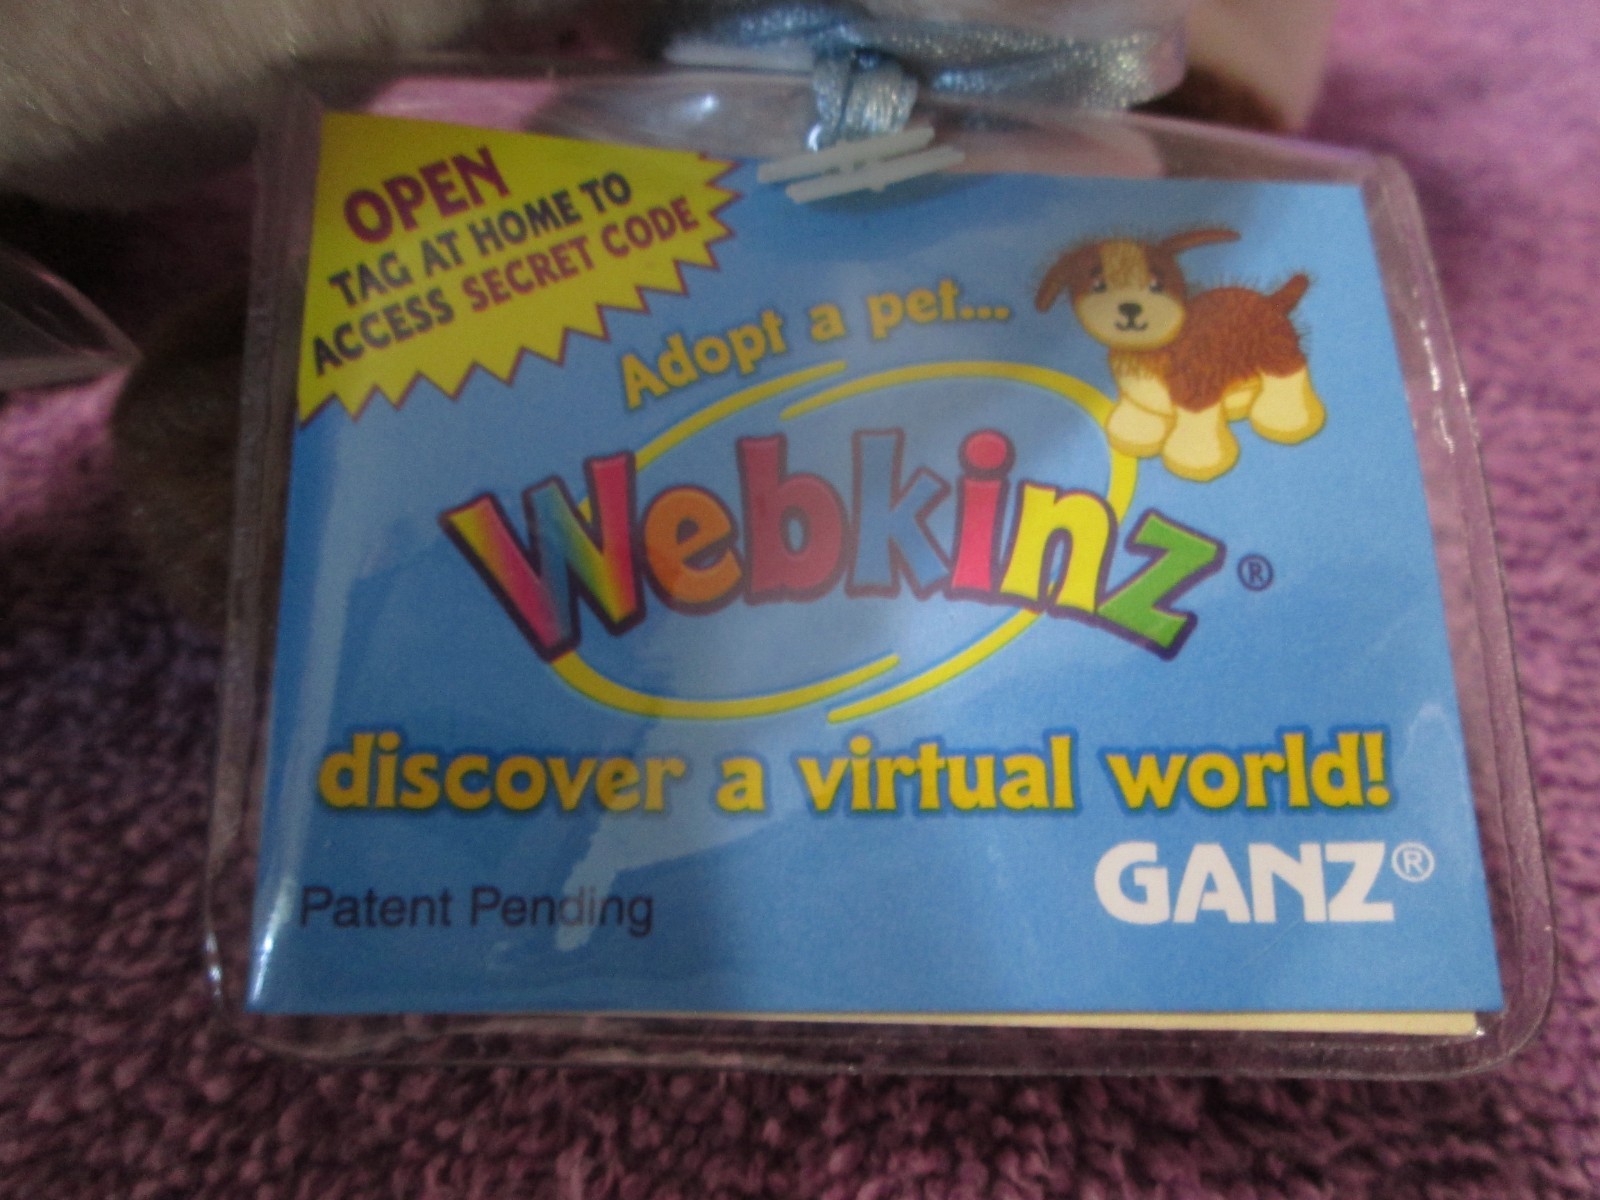 OPEN
TAG AT HOME TO
ACCESS SECRET CODE
Adopt a pet...
Webkinz®
discover a virtual world!
GANZ®
Patent Pending